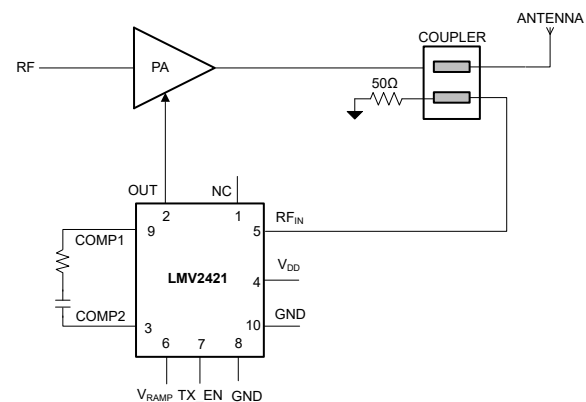 ANTENNA
COUPLER
RF
PA
50Ω
OUT
NC
2
1
RFIN
COMP1
9
5
LMV2421
VDD
4
COMP2
3
GND
10
6
7
8
VRAMP TX EN GND